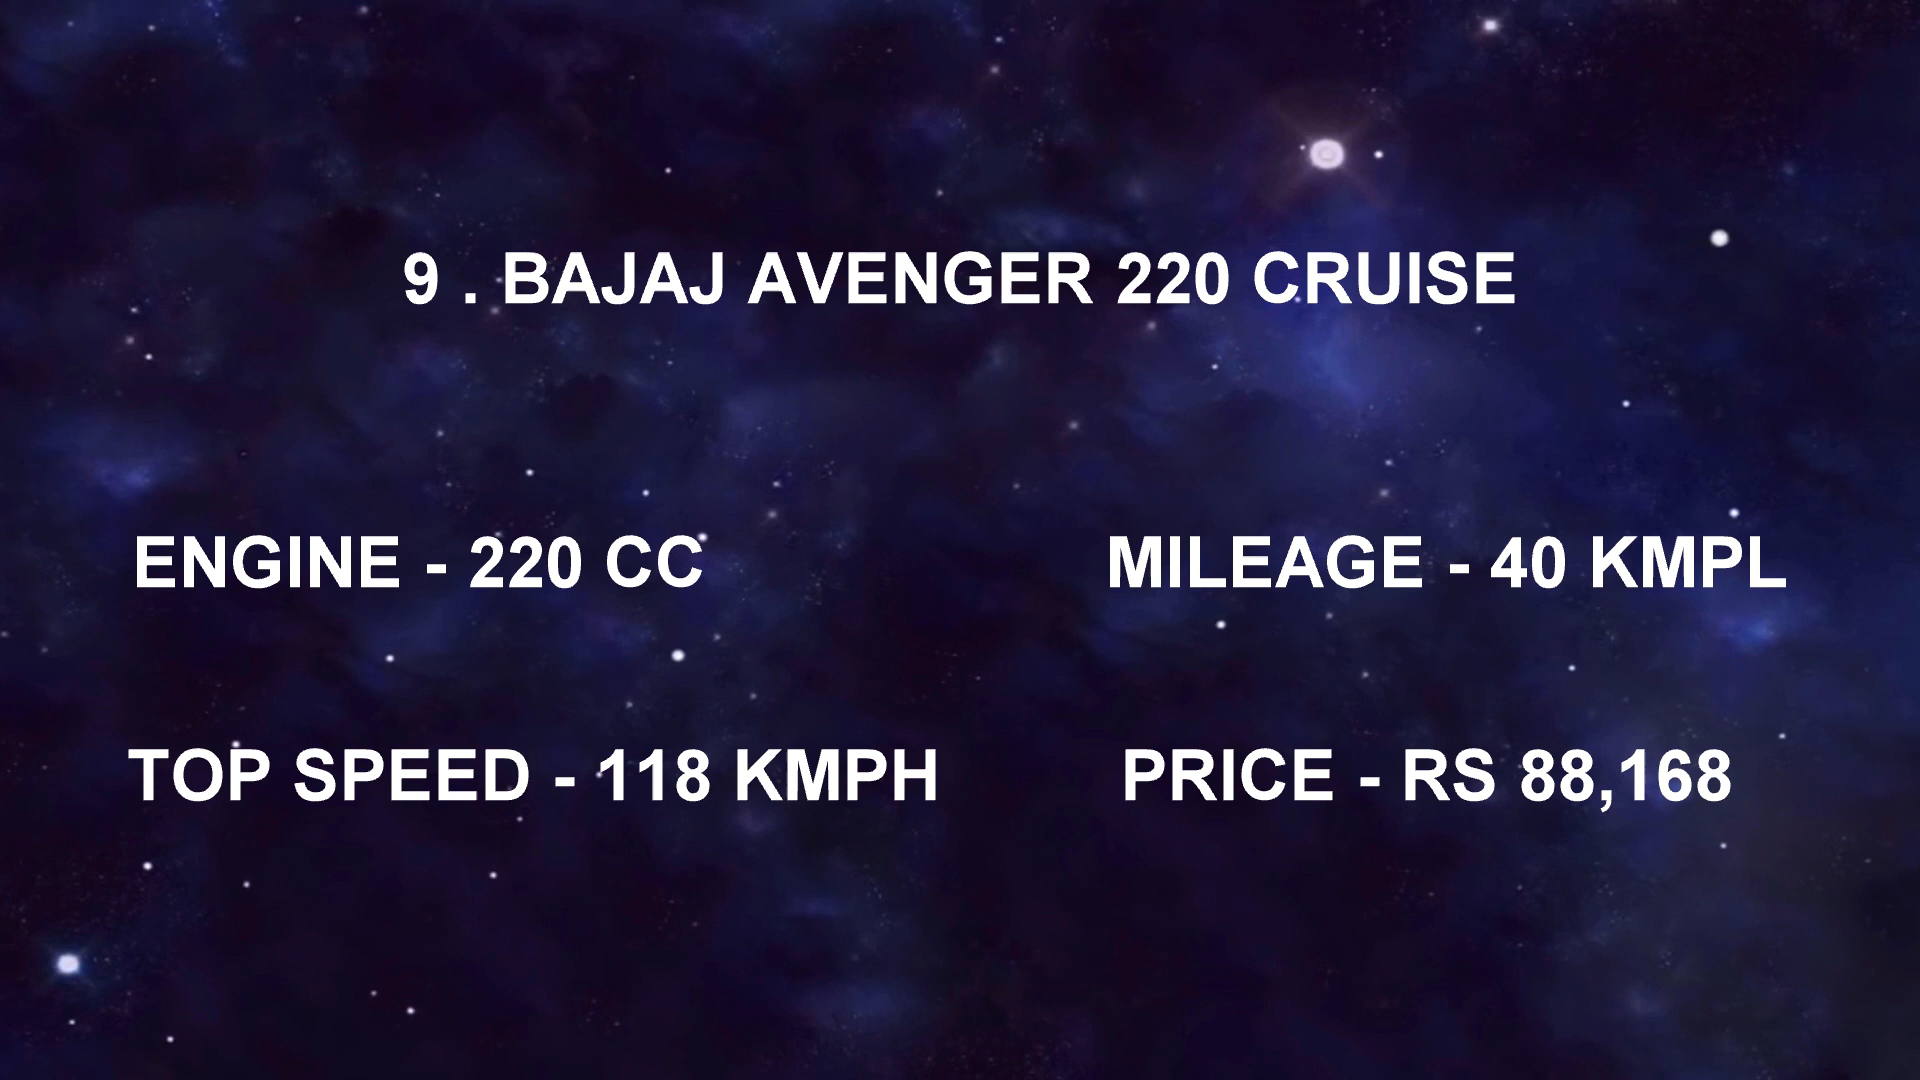 9 . BAJAJ AVENGER 220 CRUISE
ENGINE - 220 CC
MILEAGE - 40 KMPL
TOP SPEED - 118 KMPH
PRICE - RS 88,168